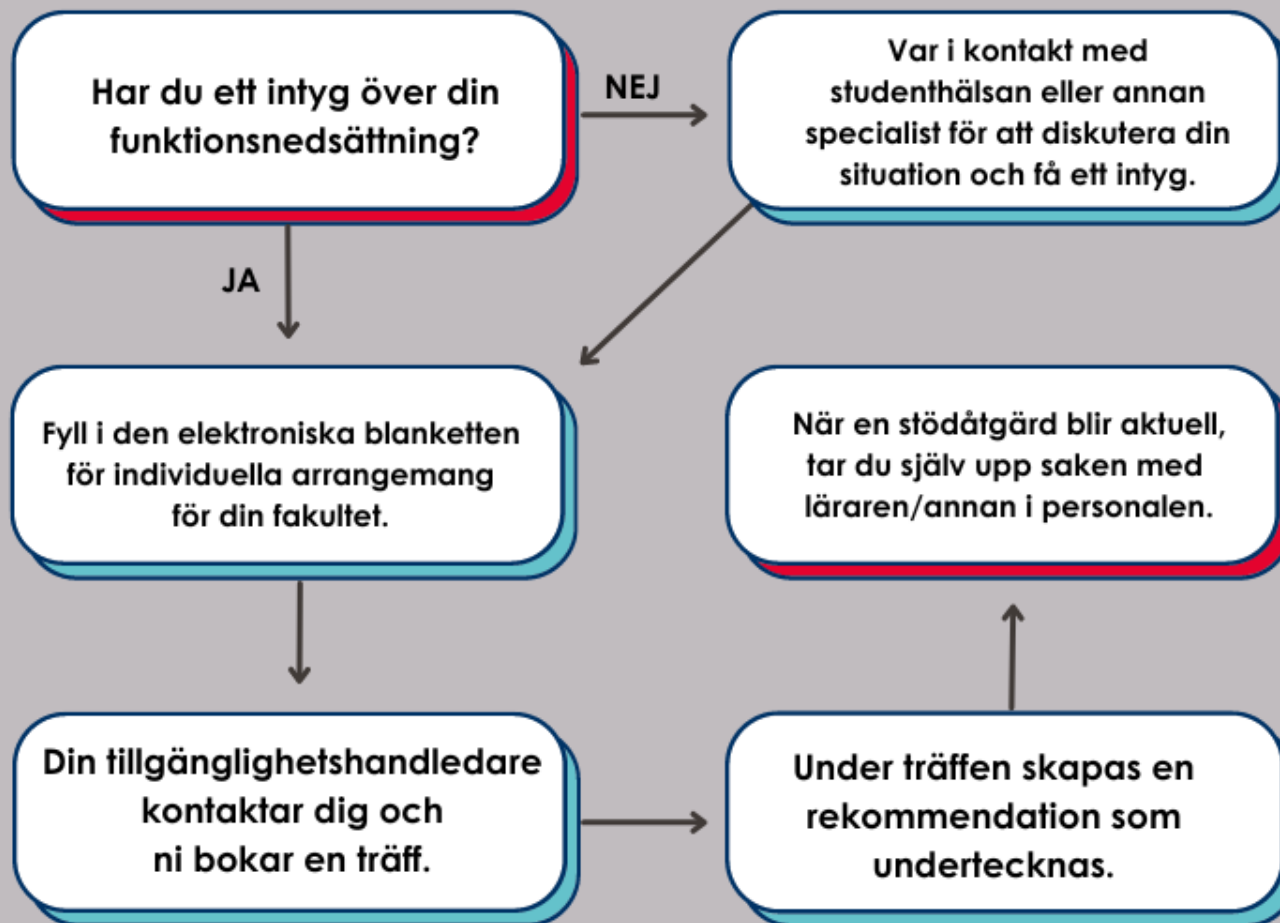 Har du ett intyg över din
funktionsnedsättning?
NEJ
Var i kontakt med
studenthälsan eller annan
specialist för att diskutera din
situation och få ett intyg.
JA
Fyll i den elektroniska blanketten
för individuella arrangemang
för din fakultet.
Din tillgänglighetshandledare
kontaktar dig och
ni bokar en träff.
Under träffen skapas en
rekommendation som
undertecknas.
När en stödåtgärd blir aktuell,
tar du själv upp saken med
läraren/annan i personalen.